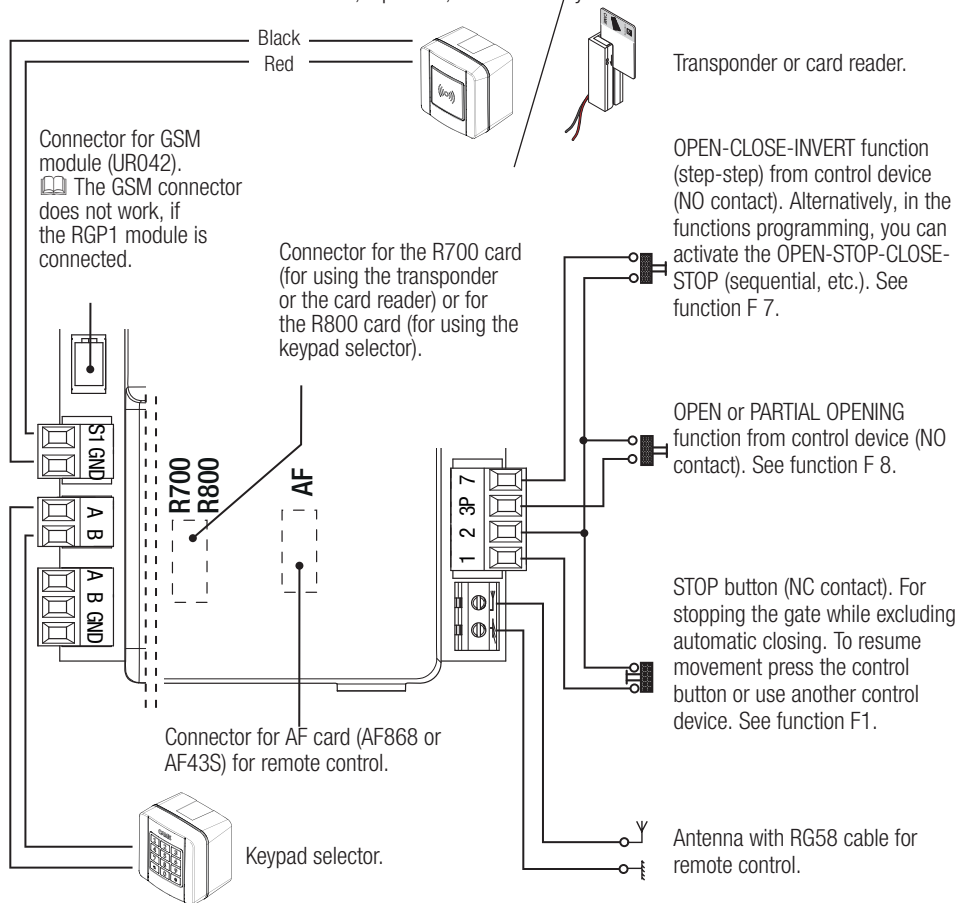 Black
Red
Transponder or card reader.
Connector for GSM
module (UR042).
The GSM connector
does not work, if
the RGP1 module is
connected.
Connector for the R700 card
(for using the transponder
or the card reader) or for
the R800 card (for using the
keypad selector).
OPEN-CLOSE-INVERT function
(step-step) from control device
(NO contact). Alternatively, in the
functions programming, you can
activate the OPEN-STOP-CLOSE-
STOP (sequential, etc.). See
function F 7.
S1 GND
A B
A B GND
R700
R800
AF
1 2 3P 7
OPEN or PARTIAL OPENING
function from control device (NO
contact). See function F 8.
STOP button (NC contact). For
stopping the gate while excluding
automatic closing. To resume
movement press the control
button or use another control
device. See function F1.
Connector for AF card (AF868 or
AF43S) for remote control.
Keypad selector.
Antenna with RG58 cable for
remote control.